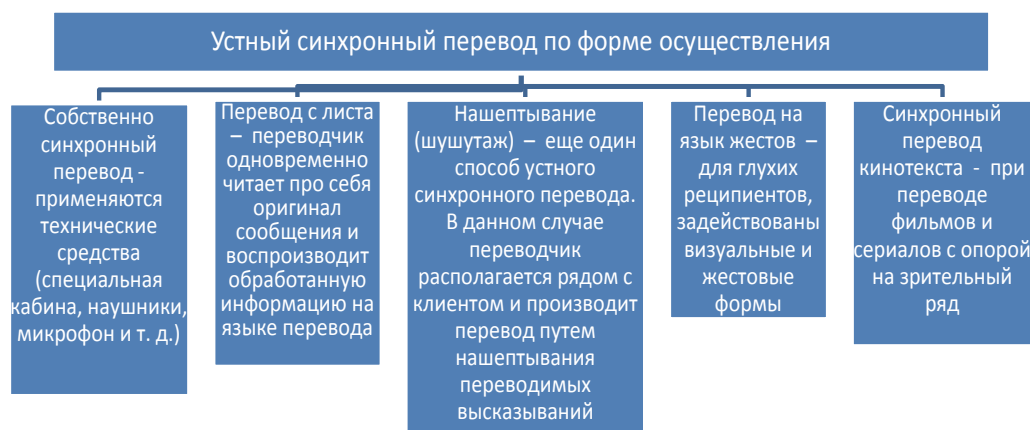 Устный синхронный перевод по форме осуществления
Собственно
синхронный
перевод -
применяются
технические
средства
(специальная
кабина, наушники,
микрофон и т. д.)
Перевод с листа
– переводчик
одновременно
читает про себя
оригинал
сообщения и
воспроизводит
обработанную
информацию на
языке перевода
Нашептывание
(шушутаж) – еще один
способ устного
синхронного перевода.
В данном случае
переводчик
располагается рядом с
клиентом и производит
перевод путем
нашептывания
переводимых
высказываний
Перевод на
язык жестов –
для глухих
реципиентов,
задействованы
визуальные и
жестовые
формы
Синхронный
перевод
кинотекста - при
переводе
фильмов и
сериалов с опорой
на зрительный
ряд